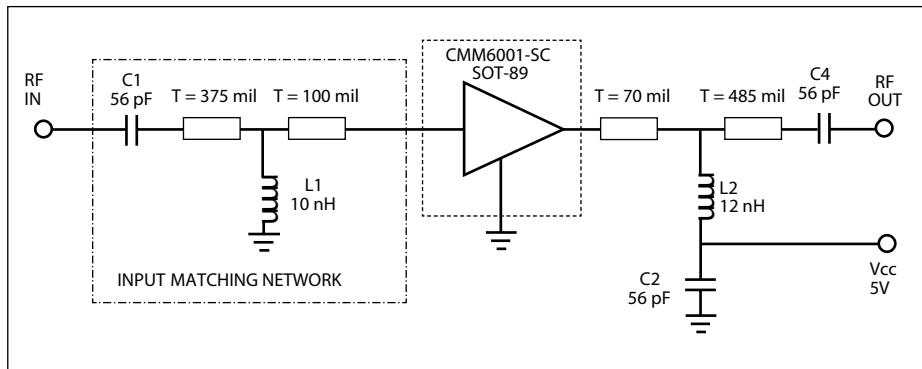 CMM6001-SC
SOT-89
RF
IN
C1
56 pF
T = 375 mil
T = 100 mil
T = 70 mil
T = 485 mil
C4
56 pF
RF
OUT
L1
10 nH
L2
12 nH
INPUT MATCHING NETWORK
C2
56 pF
Vcc
5V